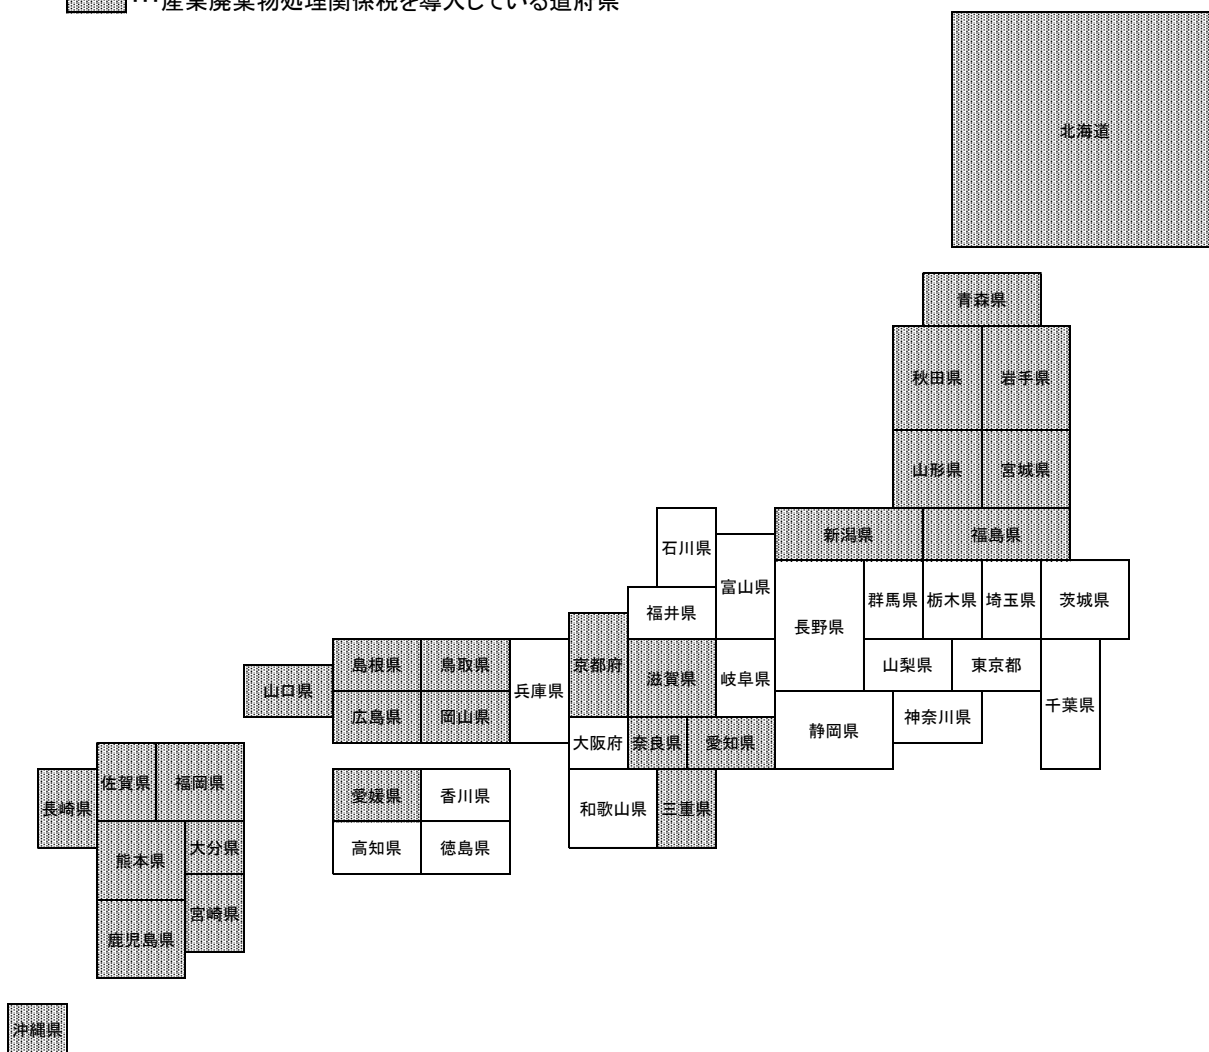 …産業廃棄物処理関係税を導入している道府県
北海道
青森県
秋田県 岩手県
山形県 宮城県
新潟県 福島県
石川県
富山県
福井県
長野県
群馬県 栃木県 埼玉県 茨城県
島根県 鳥取県
兵庫県
京都府
滋賀県
岐阜県
山梨県 東京都
山口県
広島県 岡山県
千葉県
大阪府 奈良県 愛知県
静岡県
神奈川県
長崎県
佐賀県 福岡県
愛媛県 香川県
和歌山県 三重県
熊本県
大分県
高知県 徳島県
宮崎県
鹿児島県
沖縄県